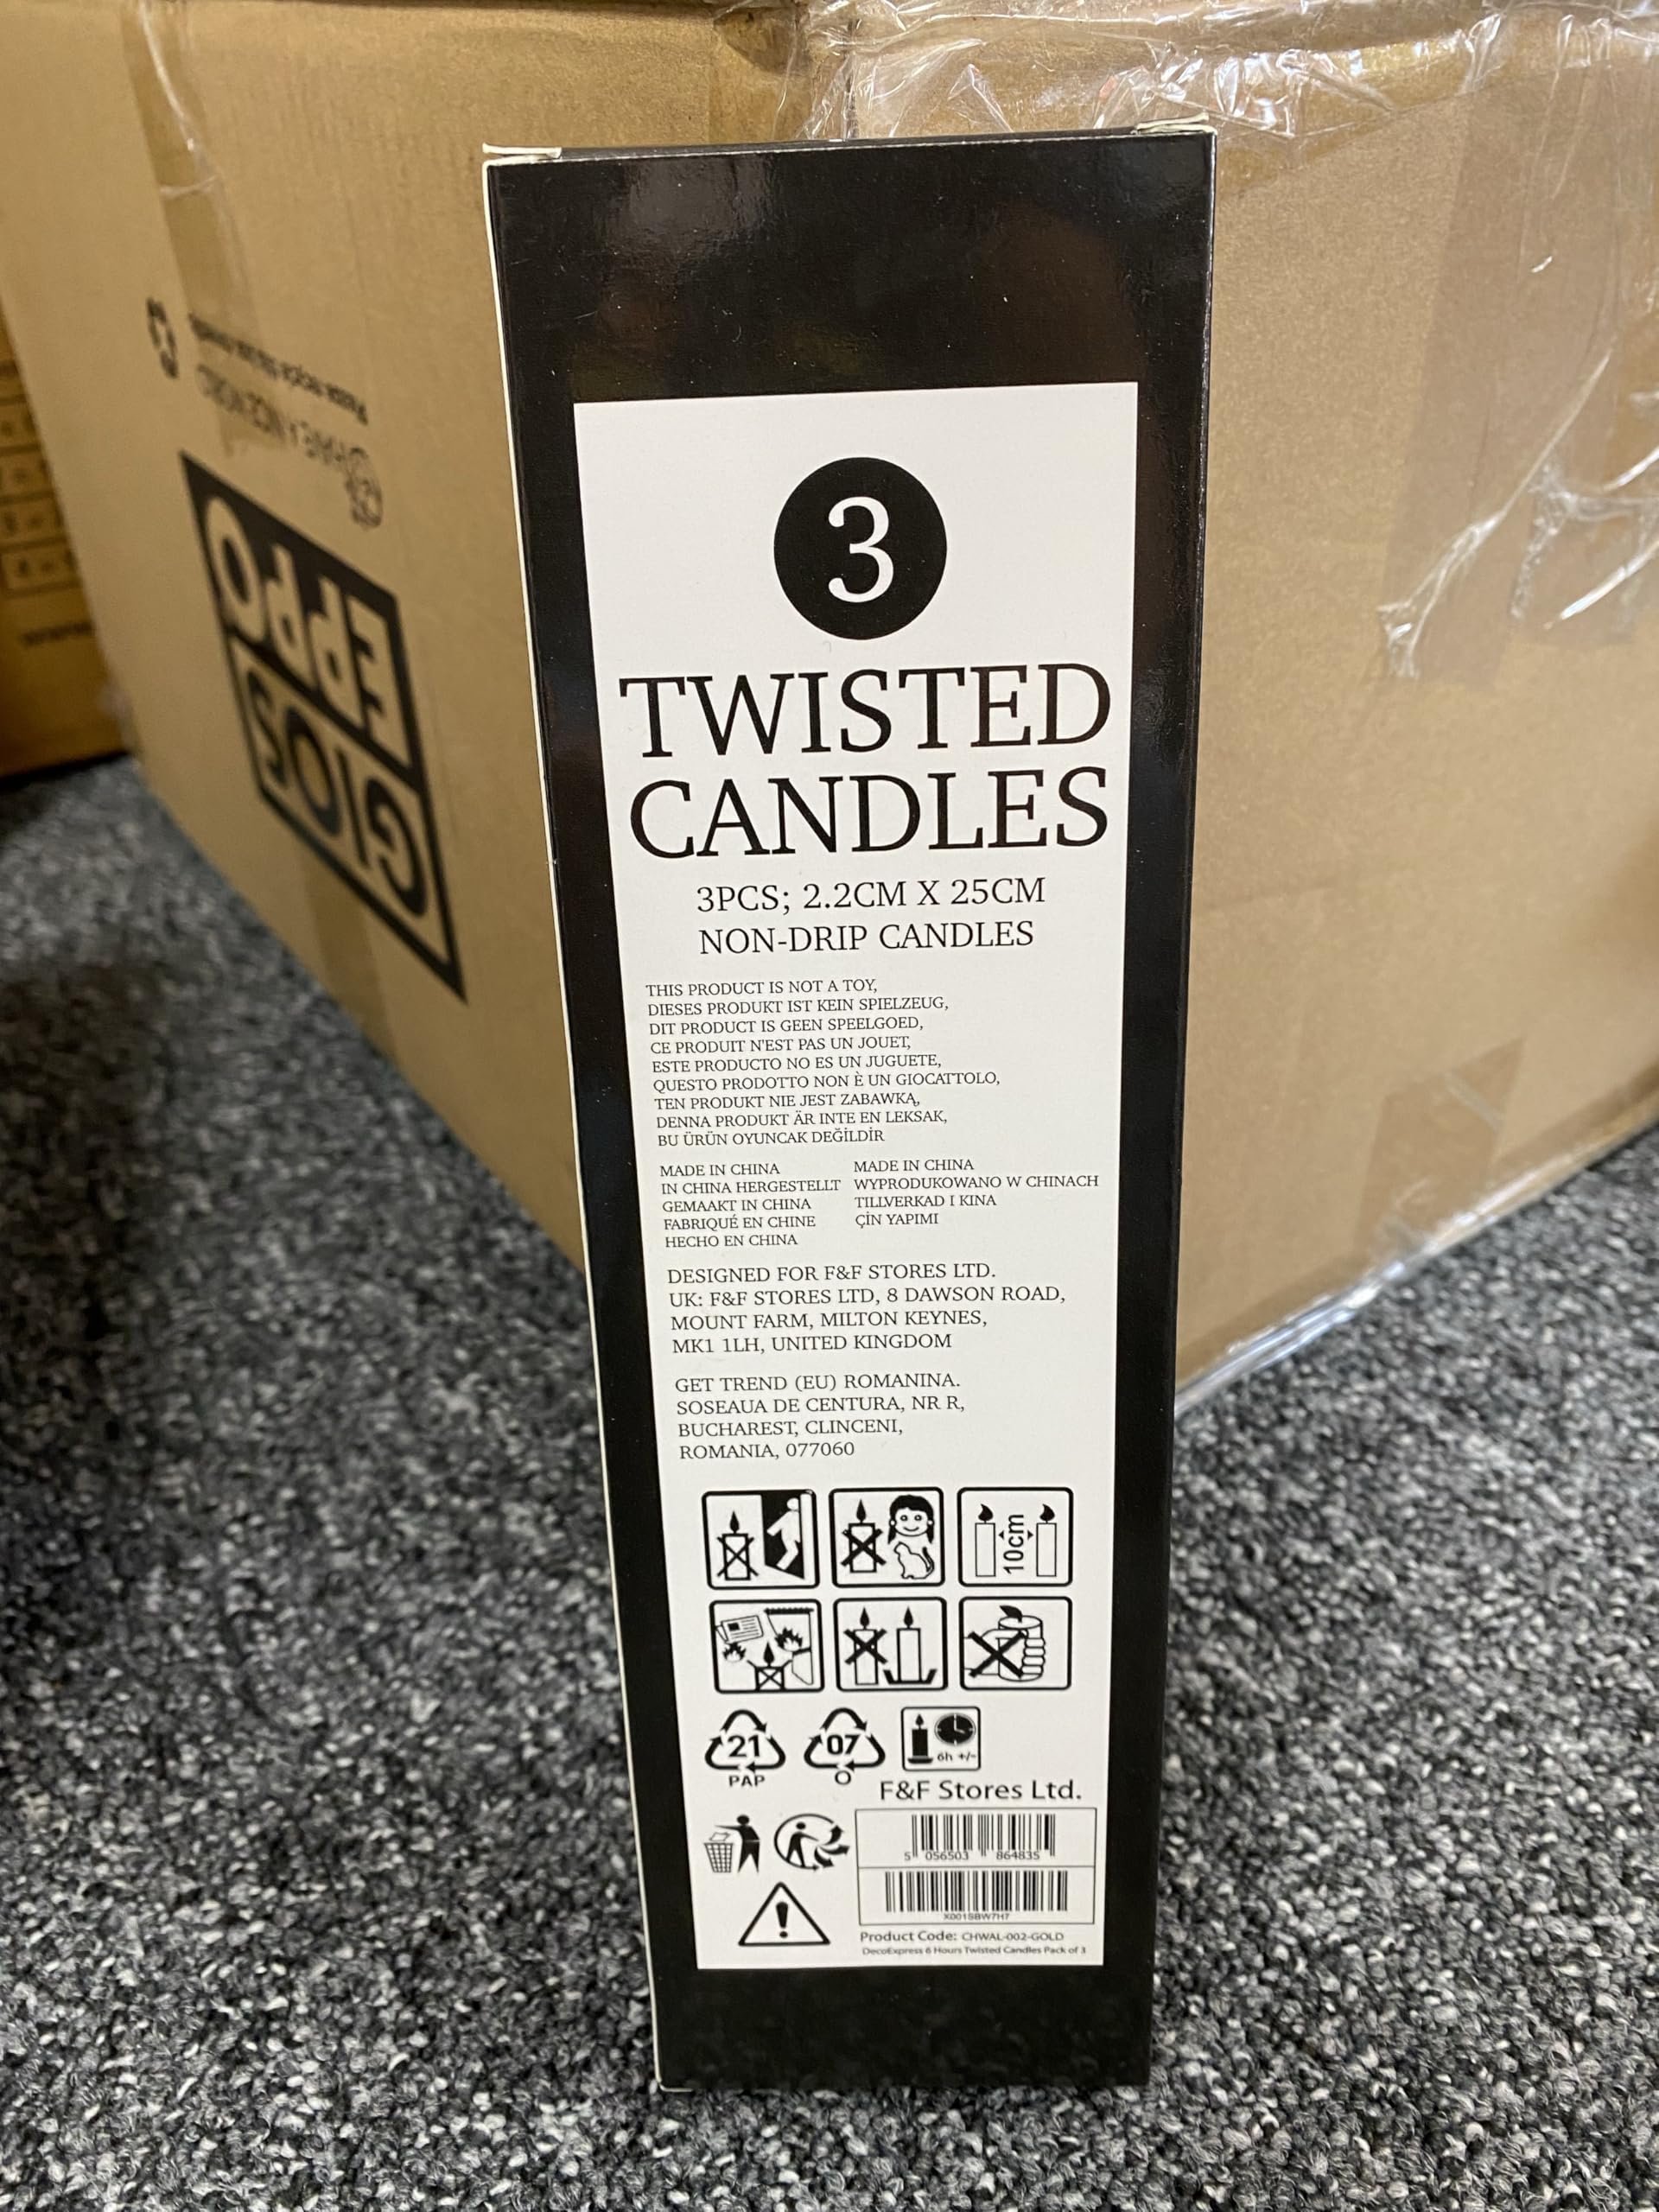 3
TWISTED
CANDLES
3PCS; 2.2CM X 25CM
NON-DRIP CANDLES
THIS PRODUCT IS NOT A TOY,
DIESES PRODUKT IST KEIN SPIELZEUG,
DIT PRODUCT IS GEEN SPEELGOED,
CE PRODUIT N'EST PAS UN JOUET,
ESTE PRODUCTO NO ES UN JUGUETE,
QUESTO PRODOTTO NON È UN GIOCATTOLO,
TEN PRODUKT NIE JEST ZABAWKĄ,
DENNA PRODUKT ÄR INTE EN LEKSAK,
BU ÜRÜN OYUNCAK DEĞİLDİR
MADE IN CHINA
IN CHINA HERGESTELLT
GEMAAKT IN CHINA
FABRIQUÉ EN CHINE
HECHO EN CHINA
MADE IN CHINA
WYPRODUKOWANO W CHINACH
TILLVERKAD I KINA
ÇİN YAPIMI
DESIGNED FOR F&F STORES LTD.
UK: F&F STORES LTD, 8 DAWSON ROAD,
MOUNT FARM, MILTON KEYNES,
MK1 1LH, UNITED KINGDOM
GET TREND (EU) ROMANINA.
SOSEAUA DE CENTURA, NR R,
BUCHAREST, CLINCENI,
ROMANIA, 077060
10cm
21
PAP
07
O
6h +/-
F&F Stores Ltd.
5 056503 864835
X001SBW7H7
Product Code: CHWAL-002-GOLD
DecoExpress 6 Hours Twisted Candles Pack of 3
GIOS
EPPO